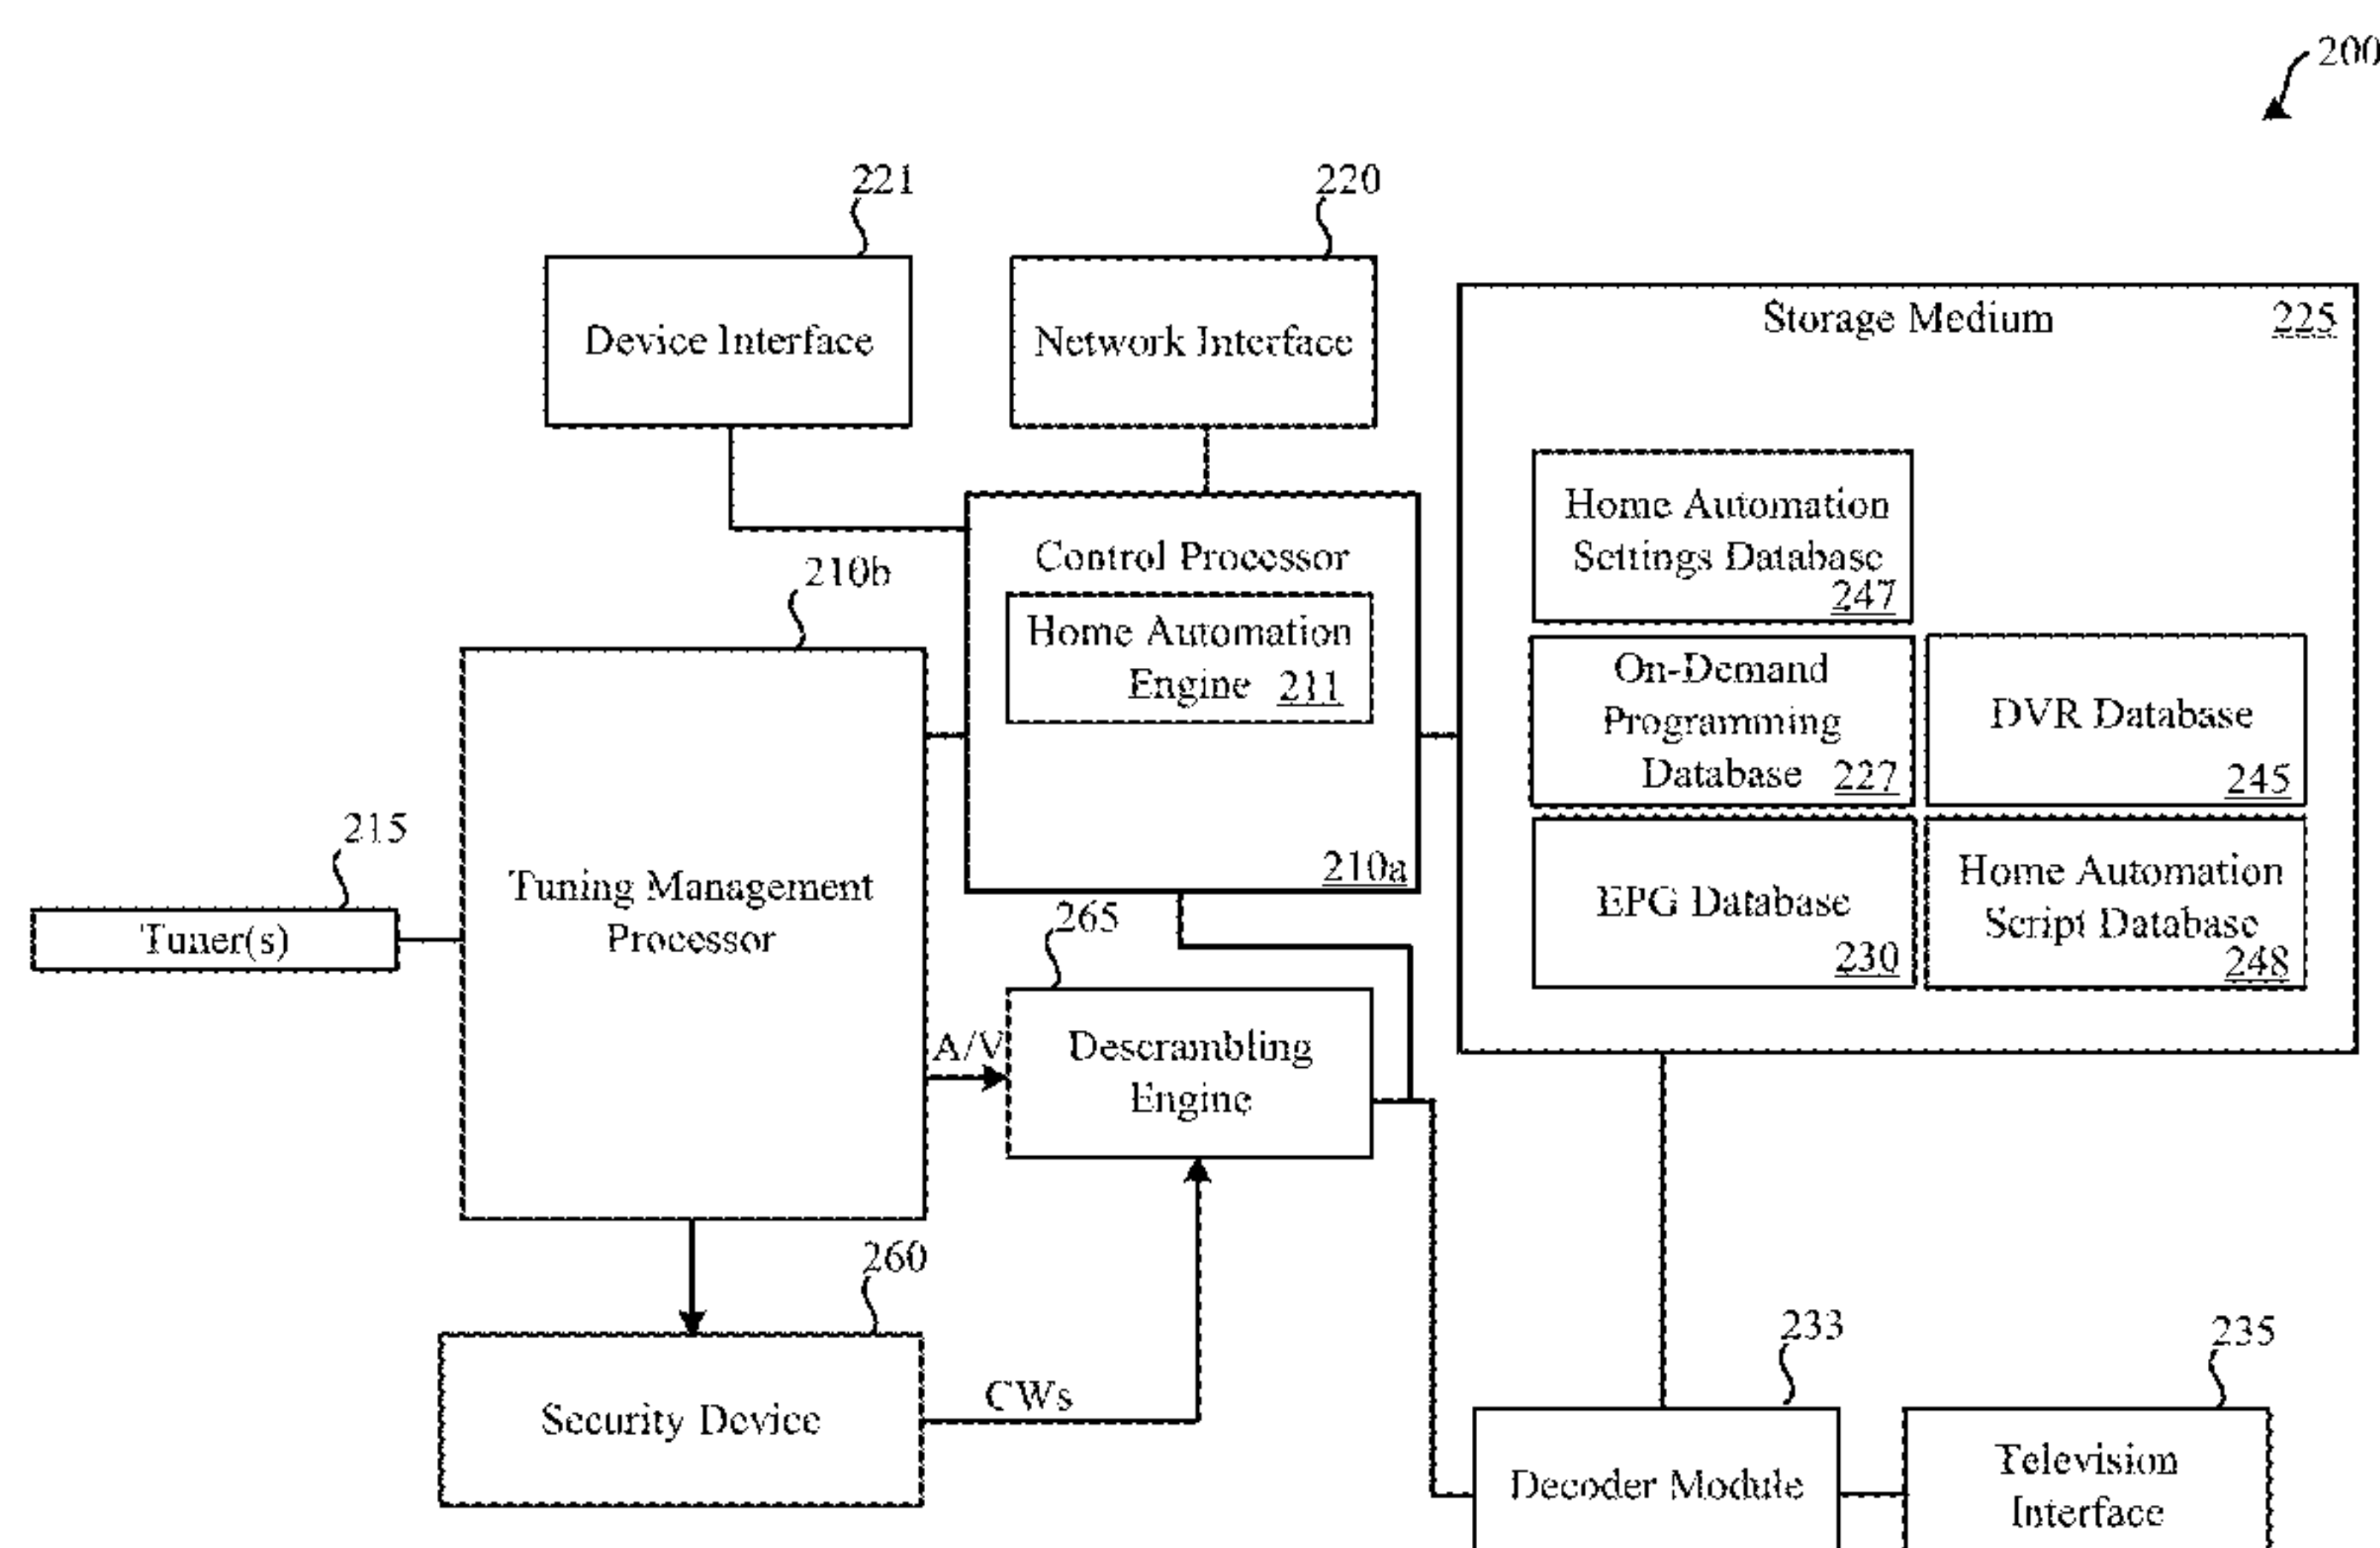 200
221
220
Device Interface
Network Interface
Storage Medium 225
Home Automation
Settings Database
247
Control Processor
210b
Home Automation
Engine 211
On-Demand
Programming
Database 227
DVR Database
245
215
210a
Tuning Management
Processor
EPG Database
230
Home Automation
Script Database
248
Tuner(s)
265
A/V
Descrambling
Engine
260
233
235
CWs
Security Device
Decoder Module
Television
Interface